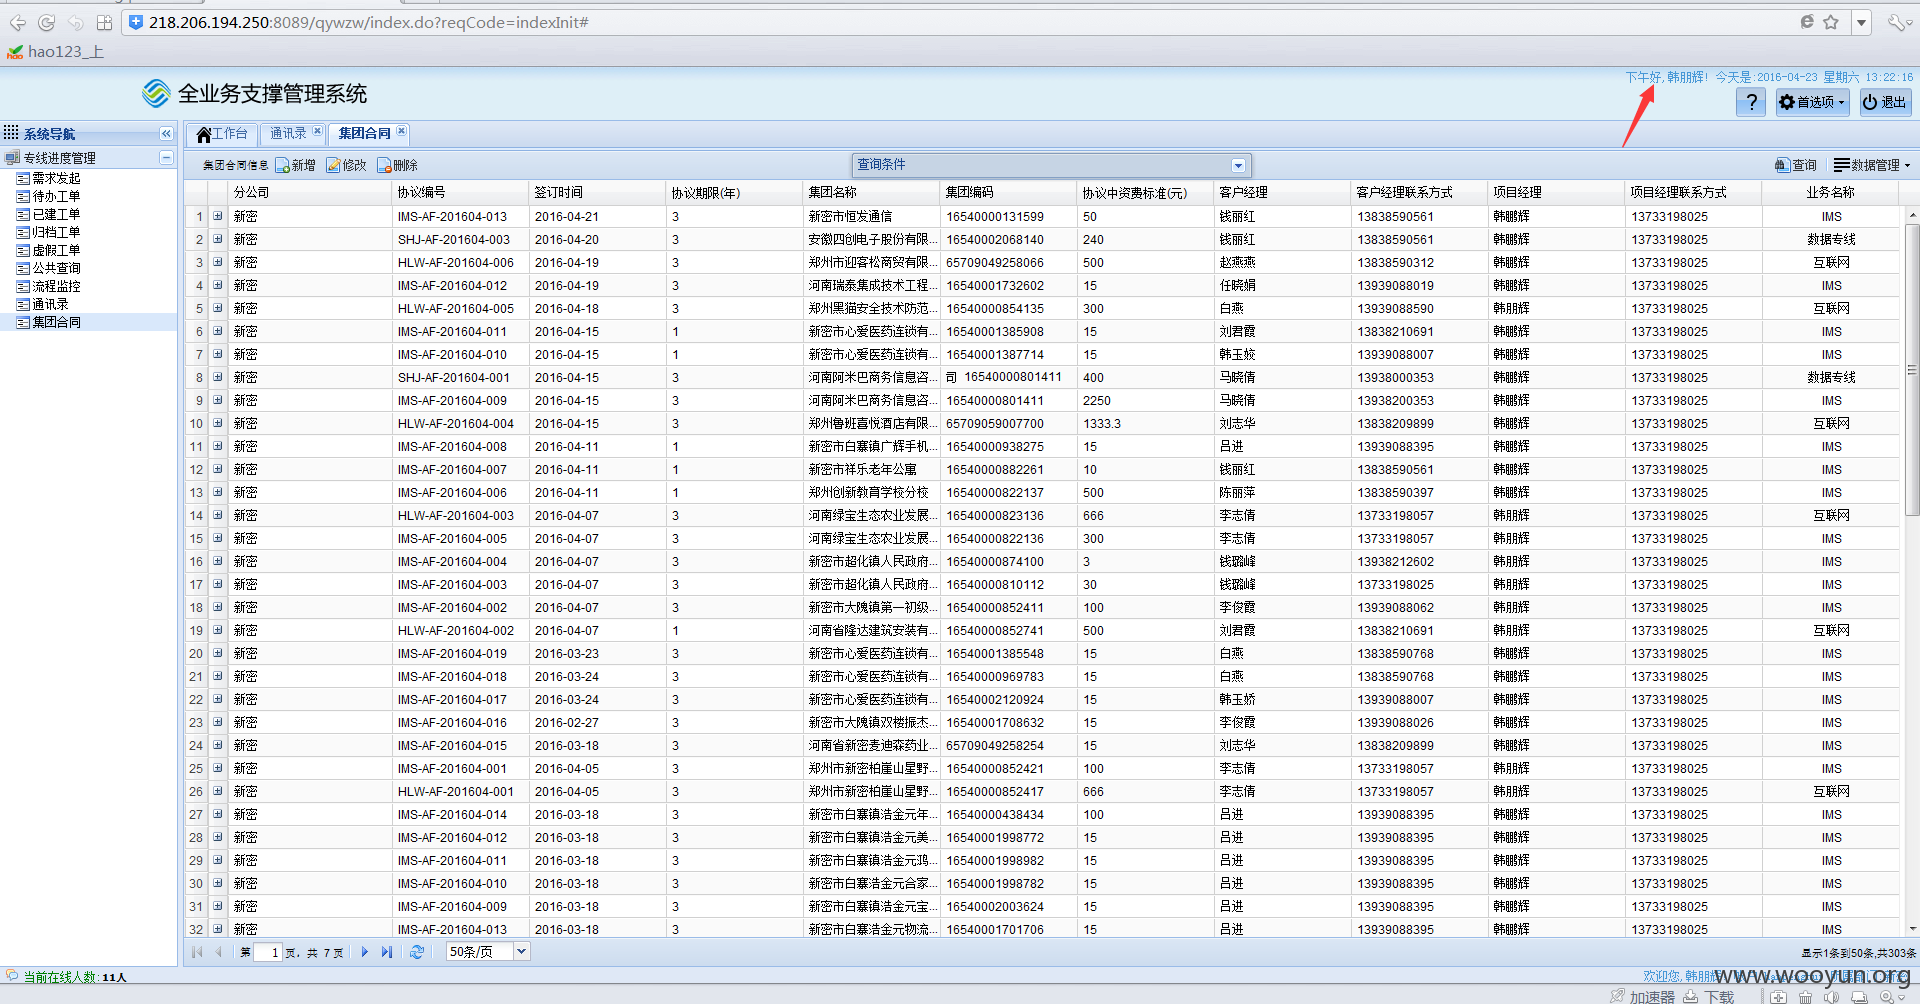 218.206.194.250:8089/qywzw/index.do?reqCode=indexInit#
hao123_上
全业务支撑管理系统
下午好,韩朋辉! 今天是:2016-04-23 星期六 13:22:16
? 首选项 退出
系统导航
专线进度管理
需求发起
待办工单
已建工单
归档工单
虚假工单
公共查询
流程监控
通讯录
集团合同
工作台 通讯录 集团合同
集团合同信息 新增 修改 删除 查询条件 查询 数据管理
分公司 协议编号 签订时间 协议期限(年) 集团名称 集团编码 协议中资费标准(元) 客户经理 客户经理联系方式 项目经理 项目经理联系方式 业务名称
1 新密 IMS-AF-201604-013 2016-04-21 3 新密市恒发通信 16540000131599 50 钱丽红 13838590561 韩鹏辉 13733198025 IMS
2 新密 SHJ-AF-201604-003 2016-04-20 3 安徽四创电子股份有限... 16540002068140 240 钱丽红 13838590561 韩鹏辉 13733198025 数据专线
3 新密 HLW-AF-201604-006 2016-04-19 3 郑州市迎客松商贸有限... 65709049258066 500 赵燕燕 13838590312 韩鹏辉 13733198025 互联网
4 新密 IMS-AF-201604-012 2016-04-19 3 河南瑞泰集成技术工程... 16540001732602 15 任晓娟 13939088019 韩鹏辉 13733198025 IMS
5 新密 HLW-AF-201604-005 2016-04-18 3 郑州黑猫安全技术防范... 16540000854135 300 白燕 13939088590 韩朋辉 13733198025 互联网
6 新密 IMS-AF-201604-011 2016-04-15 1 新密市心爱医药连锁有... 16540001385908 15 刘君霞 13838210691 韩鹏辉 13733198025 IMS
7 新密 IMS-AF-201604-010 2016-04-15 1 新密市心爱医药连锁有... 16540001387714 15 韩玉姣 13939088007 韩鹏辉 13733198025 IMS
8 新密 SHJ-AF-201604-001 2016-04-15 3 河南阿米巴商务信息咨... 司 16540000801411 400 马晓倩 13938000353 韩鹏辉 13733198025 数据专线
9 新密 IMS-AF-201604-009 2016-04-15 3 河南阿米巴商务信息咨... 16540000801411 2250 马晓倩 13938200353 韩鹏辉 13733198025 IMS
10 新密 HLW-AF-201604-004 2016-04-15 3 郑州鲁班喜悦酒店有限... 65709059007700 1333.3 刘志华 13838209899 韩鹏辉 13733198025 互联网
11 新密 IMS-AF-201604-008 2016-04-11 1 新密市白寨镇广辉手机... 16540000938275 15 吕进 13939088395 韩鹏辉 13733198025 IMS
12 新密 IMS-AF-201604-007 2016-04-11 1 新密市祥乐老年公寓 16540000882261 10 钱丽红 13838590561 韩鹏辉 13733198025 IMS
13 新密 IMS-AF-201604-006 2016-04-11 1 郑州创新教育学校分校 16540000822137 500 陈丽萍 13838590397 韩鹏辉 13733198025 IMS
14 新密 HLW-AF-201604-003 2016-04-07 3 河南绿宝生态农业发展... 16540000823136 666 李志倩 13733198057 韩朋辉 13733198025 互联网
15 新密 IMS-AF-201604-005 2016-04-07 3 河南绿宝生态农业发展... 16540000822136 300 李志倩 13733198057 韩朋辉 13733198025 IMS
16 新密 IMS-AF-201604-004 2016-04-07 3 新密市超化镇人民政府... 16540000874100 3 钱璐峰 13938212602 韩朋辉 13733198025 IMS
17 新密 IMS-AF-201604-003 2016-04-07 3 新密市超化镇人民政府... 16540000810112 30 钱璐峰 13733198025 韩朋辉 13733198025 IMS
18 新密 IMS-AF-201604-002 2016-04-07 3 新密市大隗镇第一初级... 16540000852411 100 李俊霞 13939088062 韩朋辉 13733198025 IMS
19 新密 HLW-AF-201604-002 2016-04-07 1 河南省隆达建筑安装有... 16540000852741 500 刘君霞 13838210691 韩朋辉 13733198025 互联网
20 新密 IMS-AF-201604-019 2016-03-23 3 新密市心爱医药连锁有... 16540001385548 15 白燕 13838590768 韩鹏辉 13733198025 IMS
21 新密 IMS-AF-201604-018 2016-03-24 3 新密市心爱医药连锁有... 16540000969783 15 白燕 13838590768 韩鹏辉 13733198025 IMS
22 新密 IMS-AF-201604-017 2016-03-24 3 新密市心爱医药连锁有... 16540002120924 15 韩玉娇 13939088007 韩鹏辉 13733198025 IMS
23 新密 IMS-AF-201604-016 2016-02-27 3 新密市大隗镇双楼振杰... 16540001708632 15 李俊霞 13939088026 韩鹏辉 13733198025 IMS
24 新密 IMS-AF-201604-015 2016-03-18 3 河南省新密麦迪森药业... 65709049258254 15 刘志华 13838209899 韩鹏辉 13733198025 IMS
25 新密 IMS-AF-201604-001 2016-04-05 3 郑州市新密柏崖山星野... 16540000852421 100 李志倩 13733198057 韩朋辉 13733198025 IMS
26 新密 HLW-AF-201604-001 2016-04-05 3 郑州市新密柏崖山星野... 16540000852417 666 李志倩 13733198057 韩朋辉 13733198025 互联网
27 新密 IMS-AF-201604-014 2016-03-18 3 新密市白寨镇浩金元年... 16540000438434 100 吕进 13939088395 韩鹏辉 13733198025 IMS
28 新密 IMS-AF-201604-012 2016-03-18 3 新密市白寨镇浩金元美... 16540001998772 15 吕进 13939088395 韩鹏辉 13733198025 IMS
29 新密 IMS-AF-201604-011 2016-03-18 3 新密市白寨镇浩金元鸿... 16540001998982 15 吕进 13939088395 韩鹏辉 13733198025 IMS
30 新密 IMS-AF-201604-010 2016-03-18 3 新密市白寨浩金元合家... 16540001998782 15 吕进 13939088395 韩鹏辉 13733198025 IMS
31 新密 IMS-AF-201604-009 2016-03-18 3 新密市白寨镇浩金元宝... 16540002003624 15 吕进 13939088395 韩鹏辉 13733198025 IMS
32 新密 IMS-AF-201604-013 2016-03-18 3 新密市白寨浩金元物流... 16540001701706 15 吕进 13939088395 韩鹏辉 13733198025 IMS
第 1 页, 共 7 页 50条/页 显示1条到50条,共303条
当前在线人数: 11人 欢迎您,韩朋
www.wooyun.org
加速器 下载